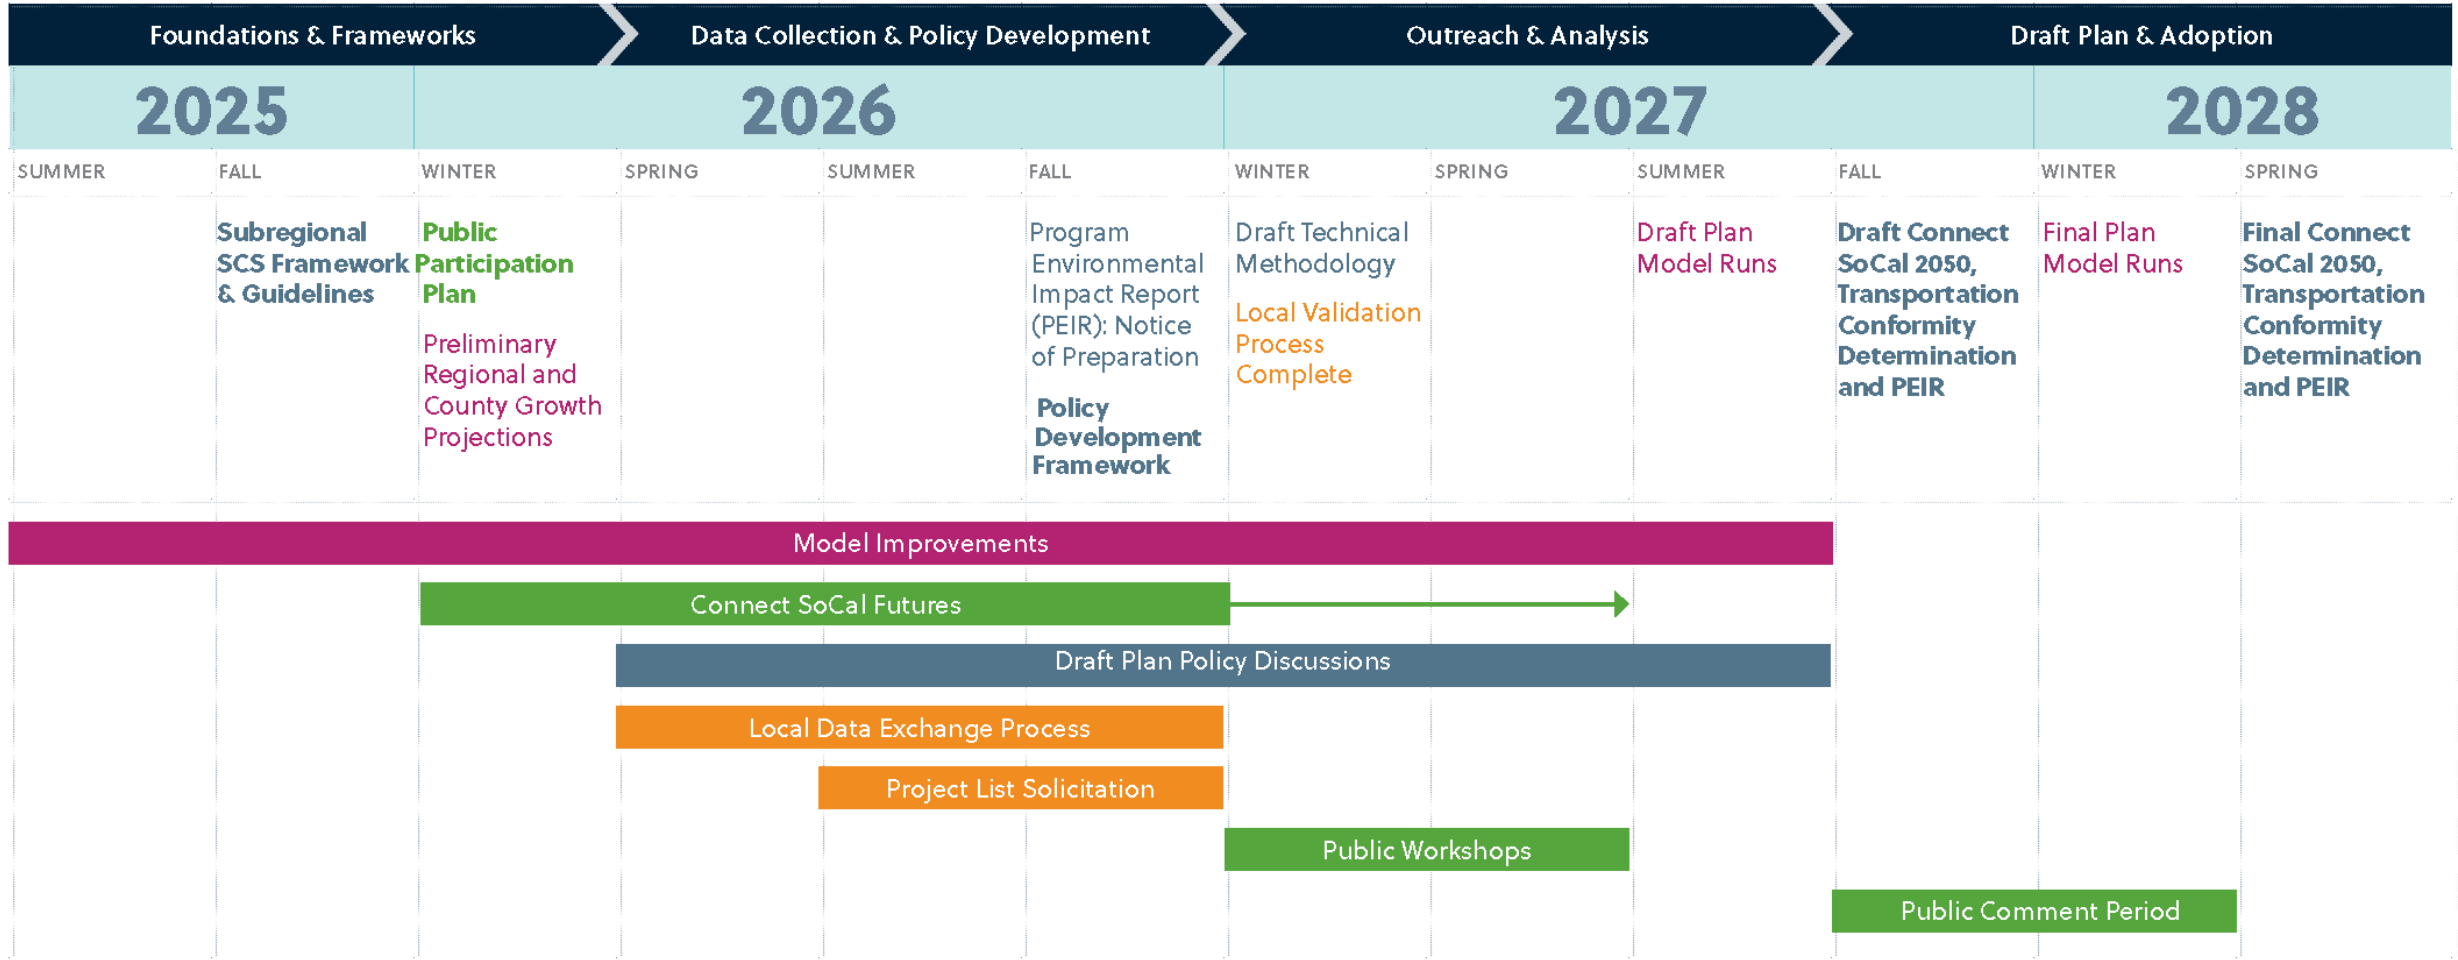 Foundations & Frameworks
Data Collection & Policy Development
Outreach & Analysis
Draft Plan & Adoption
2025
2026
2027
2028
SUMMER
FALL
WINTER
SPRING
SUMMER
FALL
WINTER
SPRING
SUMMER
FALL
WINTER
SPRING
Subregional
SCS Framework
& Guidelines
Public
Participation
Plan
Preliminary
Regional and
County Growth
Projections
Program
Environmental
Impact Report
(PEIR): Notice
of Preparation
Policy
Development
Framework
Draft Technical
Methodology
Local Validation
Process
Complete
Draft Plan
Model Runs
Draft Connect
SoCal 2050,
Transportation
Conformity
Determination
and PEIR
Final Plan
Model Runs
Final Connect
SoCal 2050,
Transportation
Conformity
Determination
and PEIR
Model Improvements
Connect SoCal Futures
Draft Plan Policy Discussions
Local Data Exchange Process
Project List Solicitation
Public Workshops
Public Comment Period